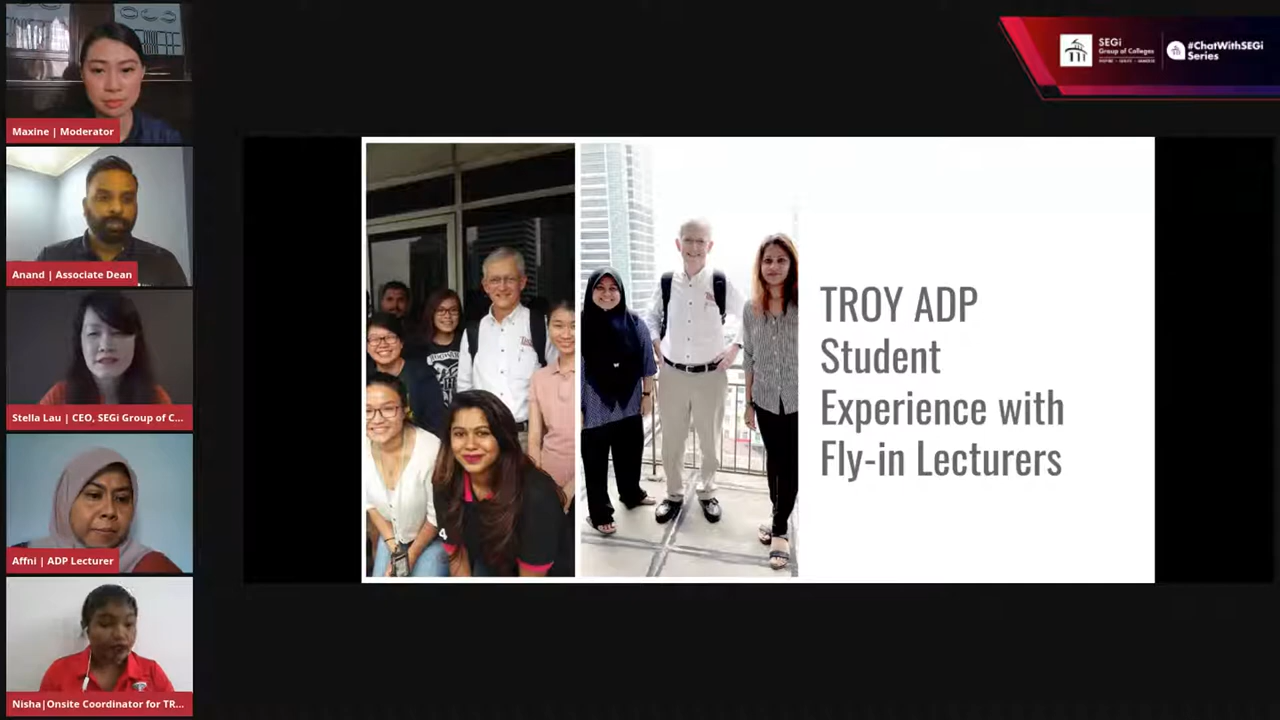 Maxine | Moderator
Anand | Associate Dean
Stella Lau | CEO, SEGi Group of C...
Affni | ADP Lecturer
Nisha|Onsite Coordinator for TR...
SEGi
Group of Colleges
#ChatWithSEGi
Series
TROY ADP
Student
Experience with
Fly-in Lecturers